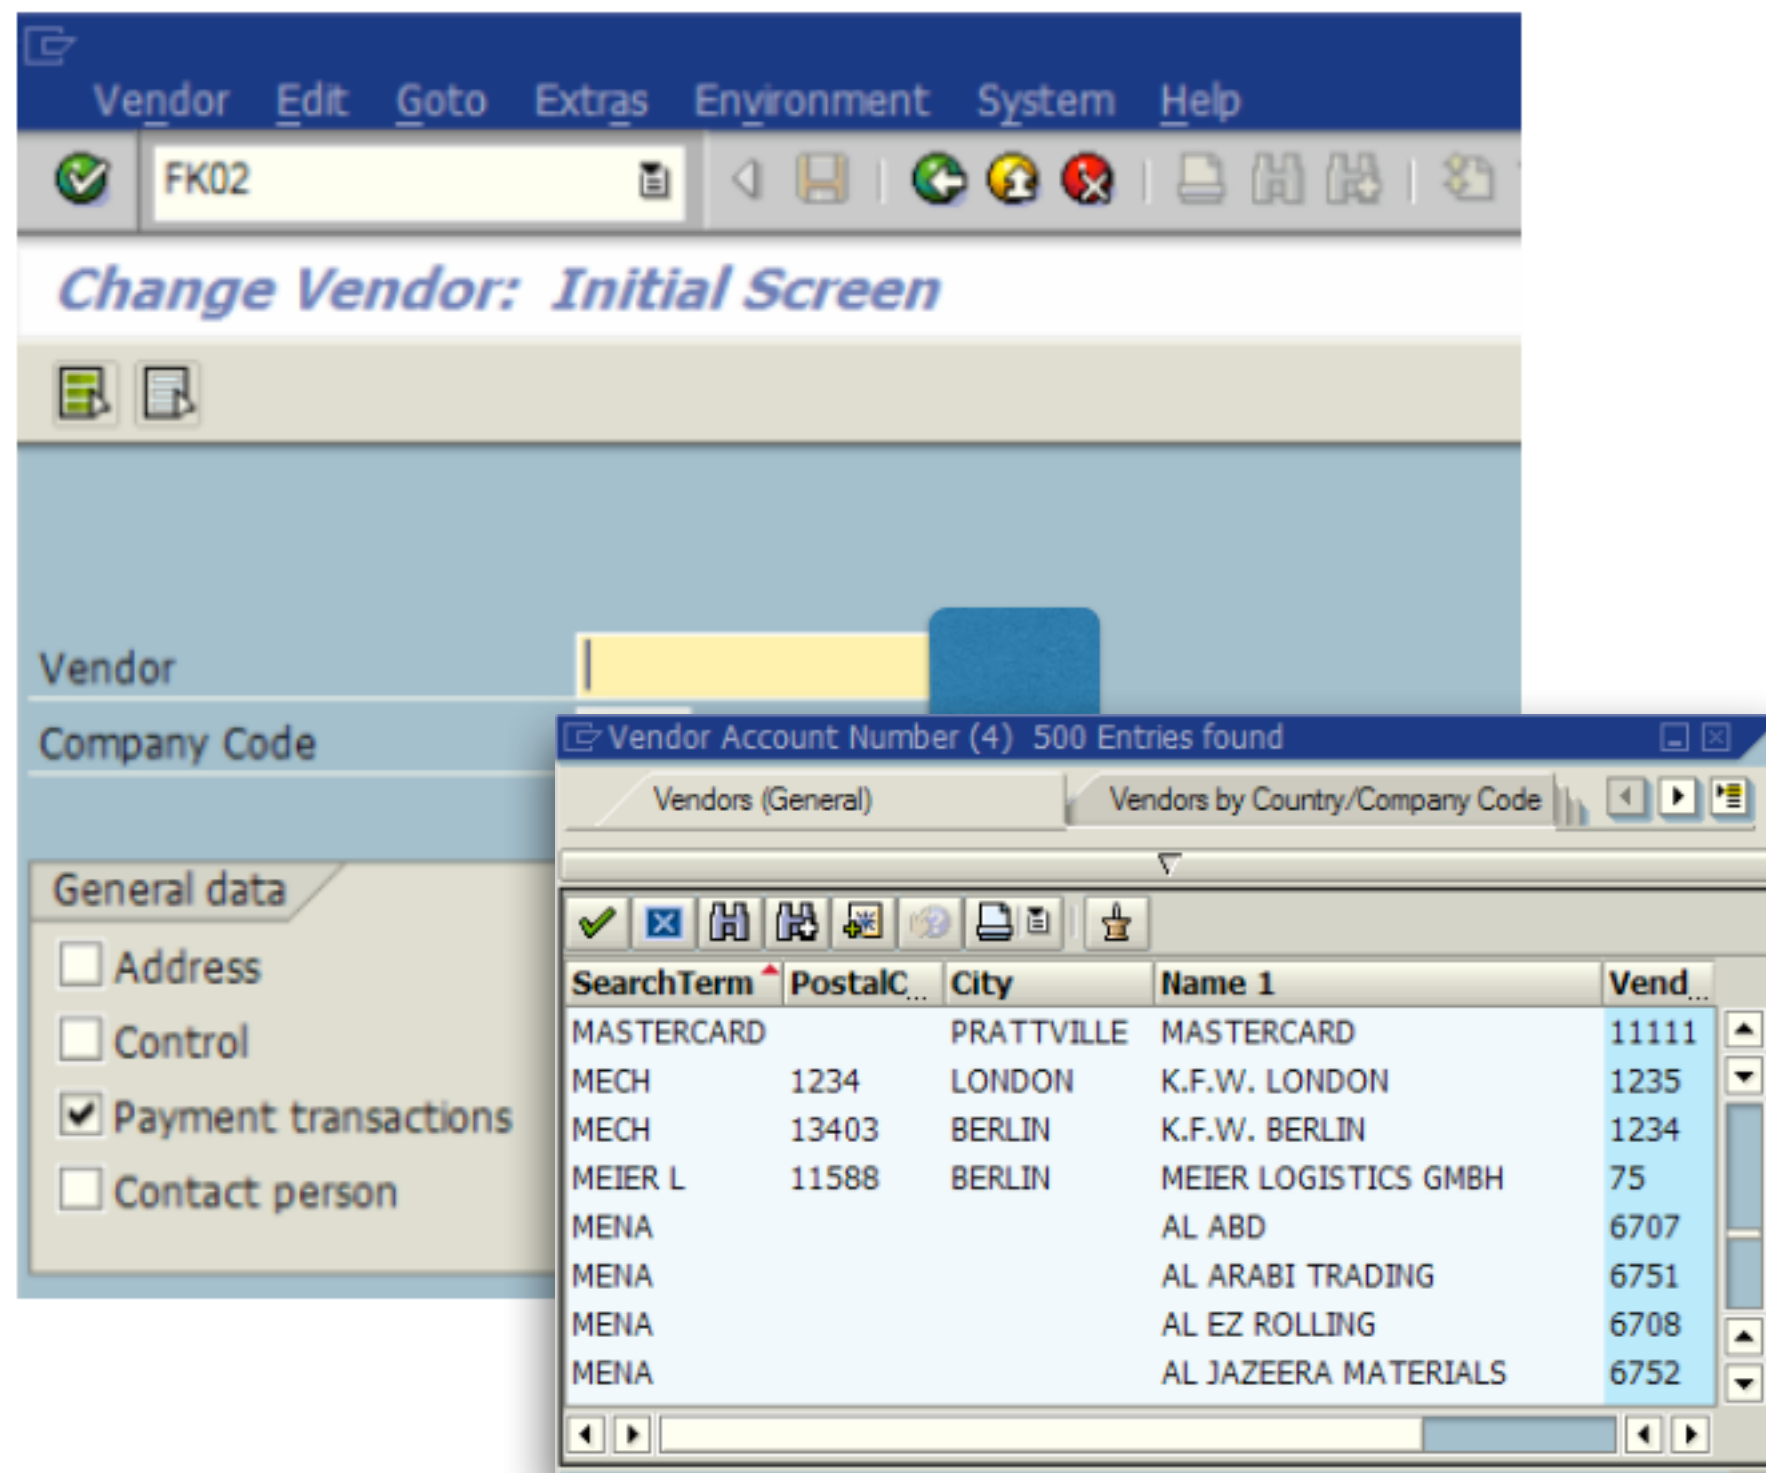 Vendor Edit Goto Extras Environment System Help
FK02
Change Vendor: Initial Screen
Vendor
Company Code
General data
Address
Control
Payment transactions
Contact person
Vendor Account Number (4) 500 Entries found
Vendors (General) Vendors by Country/Company Code
SearchTerm PostalC... City Name 1 Vend...
MASTERCARD PRATTVILLE MASTERCARD 11111
MECH 1234 LONDON K.F.W. LONDON 1235
MECH 13403 BERLIN K.F.W. BERLIN 1234
MEIER L 11588 BERLIN MEIER LOGISTICS GMBH 75
MENA AL ABD 6707
MENA AL ARABI TRADING 6751
MENA AL EZ ROLLING 6708
MENA AL JAZEERA MATERIALS 6752